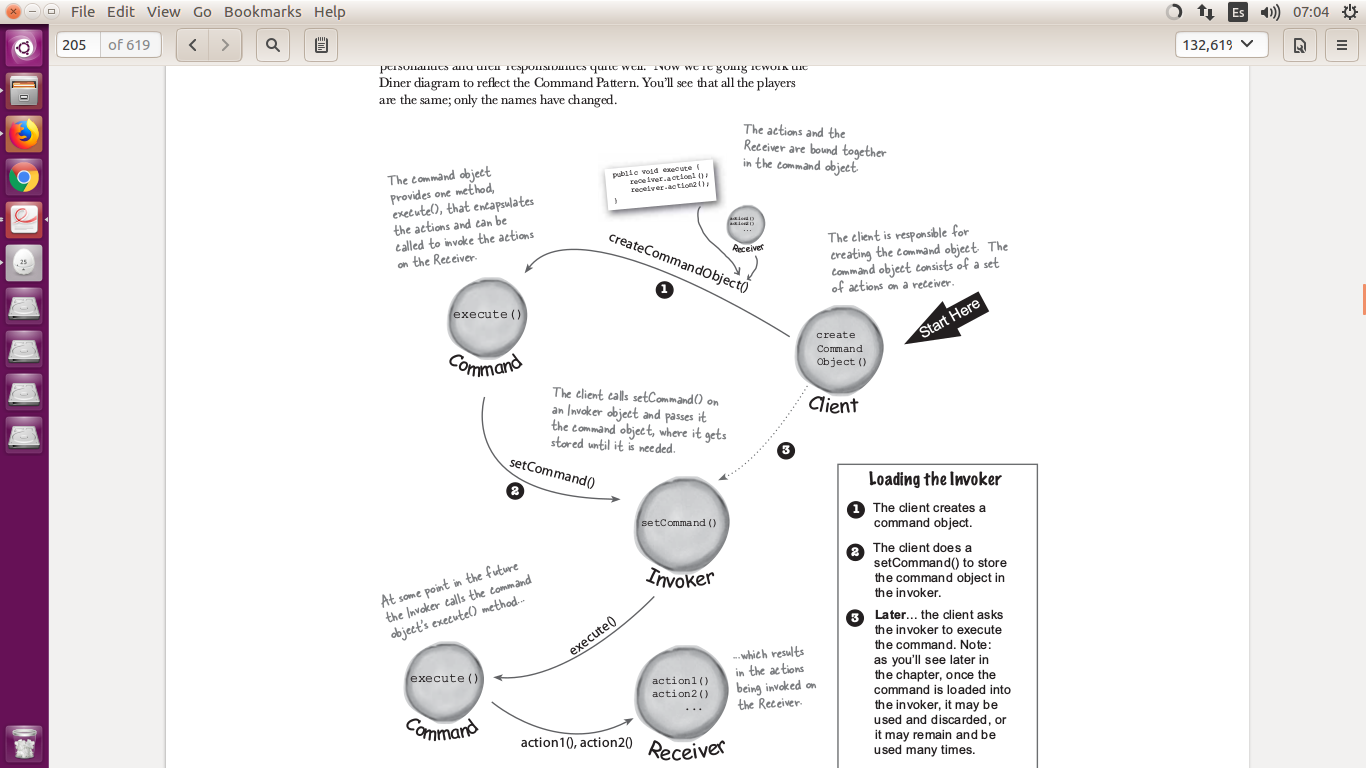 File Edit View Go Bookmarks Help
Es
07:04
205 of 619
132,61%
personalities and their responsibilities quite well. Now we're going rework the
Diner diagram to reflect the Command Pattern. You'll see that all the players
are the same; only the names have changed.
The actions and the
Receiver are bound together
in the command object.
public void execute {
receiver.action1();
receiver.action2();
}
The command object
provides one method,
execute(), that encapsulates
the actions and can be
called to invoke the actions
on the Receiver.
action1()
action2()
...
Receiver
The client is responsible for
creating the command object. The
command object consists of a set
of actions on a receiver.
createCommandObject()
1
Start Here
execute()
Command
create
Command
Object()
Client
The client calls setCommand() on
an Invoker object and passes it
the command object, where it gets
stored until it is needed.
3
setCommand()
2
setCommand()
Invoker
At some point in the future
the Invoker calls the command
object's execute() method...
execute()
execute()
Command
action1(), action2()
action1()
action2()
...
Receiver
...which results
in the actions
being invoked on
the Receiver.
Loading the Invoker
1 The client creates a
command object.
2 The client does a
setCommand() to store
the command object in
the invoker.
3 Later... the client asks
the invoker to execute
the command. Note:
as you'll see later in
the chapter, once the
command is loaded into
the invoker, it may be
used and discarded, or
it may remain and be
used many times.